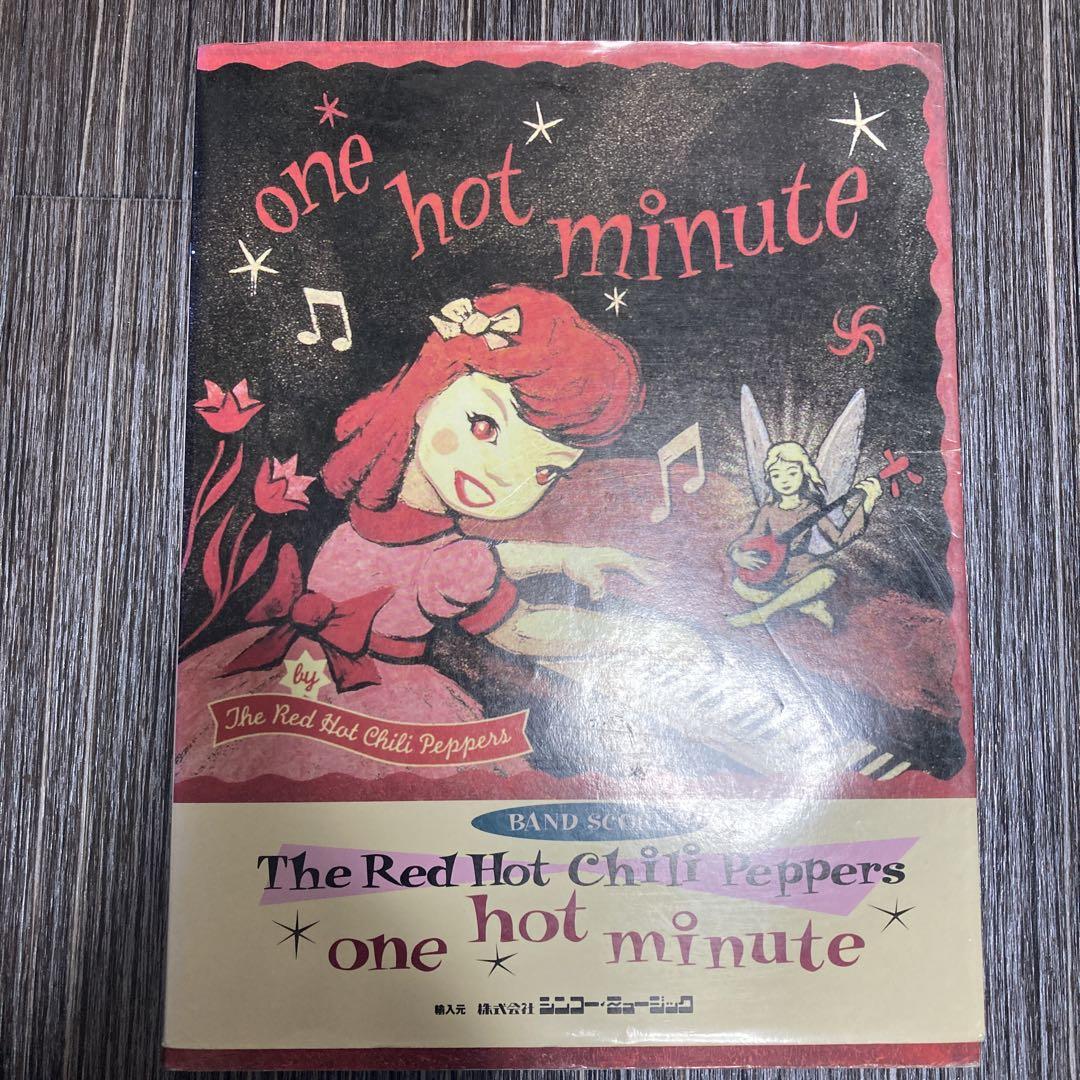 one hot minute
by
The Red Hot Chili Peppers
BAND SCORE
The Red Hot Chili Peppers
one hot minute
輸入元 株式会社 シンコー・ミュージック